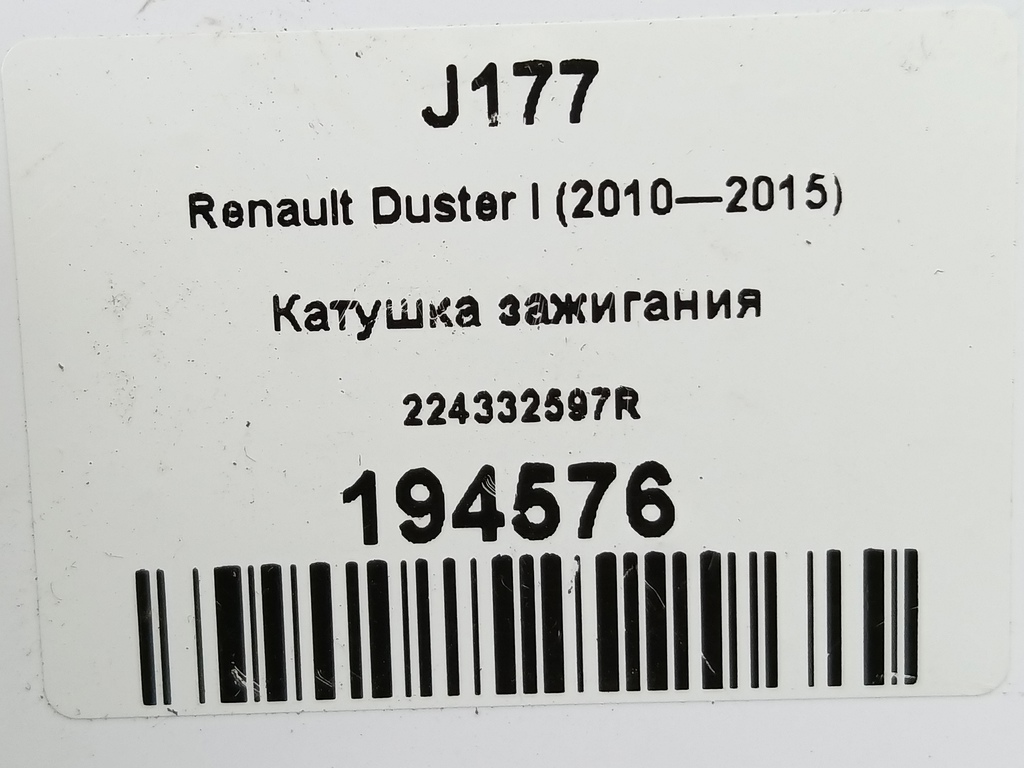 J177
Renault Duster I (2010—2015)
Катушка зажигания
224332597R
194576